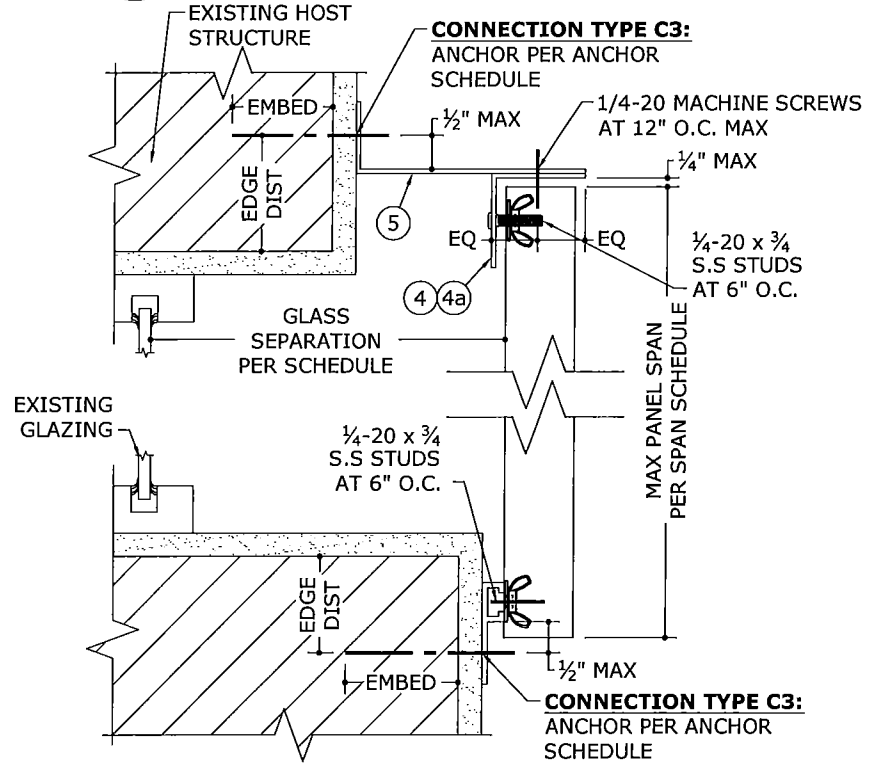 EXISTING HOST
STRUCTURE
CONNECTION TYPE C3:
ANCHOR PER ANCHOR
SCHEDULE
EMBED
½" MAX
1/4-20 MACHINE SCREWS
AT 12" O.C. MAX
¼" MAX
EDGE
DIST
5
EQ
EQ
4
4a
¼-20 x ¾
S.S STUDS
AT 6" O.C.
GLASS
SEPARATION
PER SCHEDULE
MAX PANEL SPAN
PER SPAN SCHEDULE
EXISTING
GLAZING
¼-20 x ¾
S.S STUDS
AT 6" O.C.
EDGE
DIST
EMBED
½" MAX
CONNECTION TYPE C3:
ANCHOR PER ANCHOR
SCHEDULE